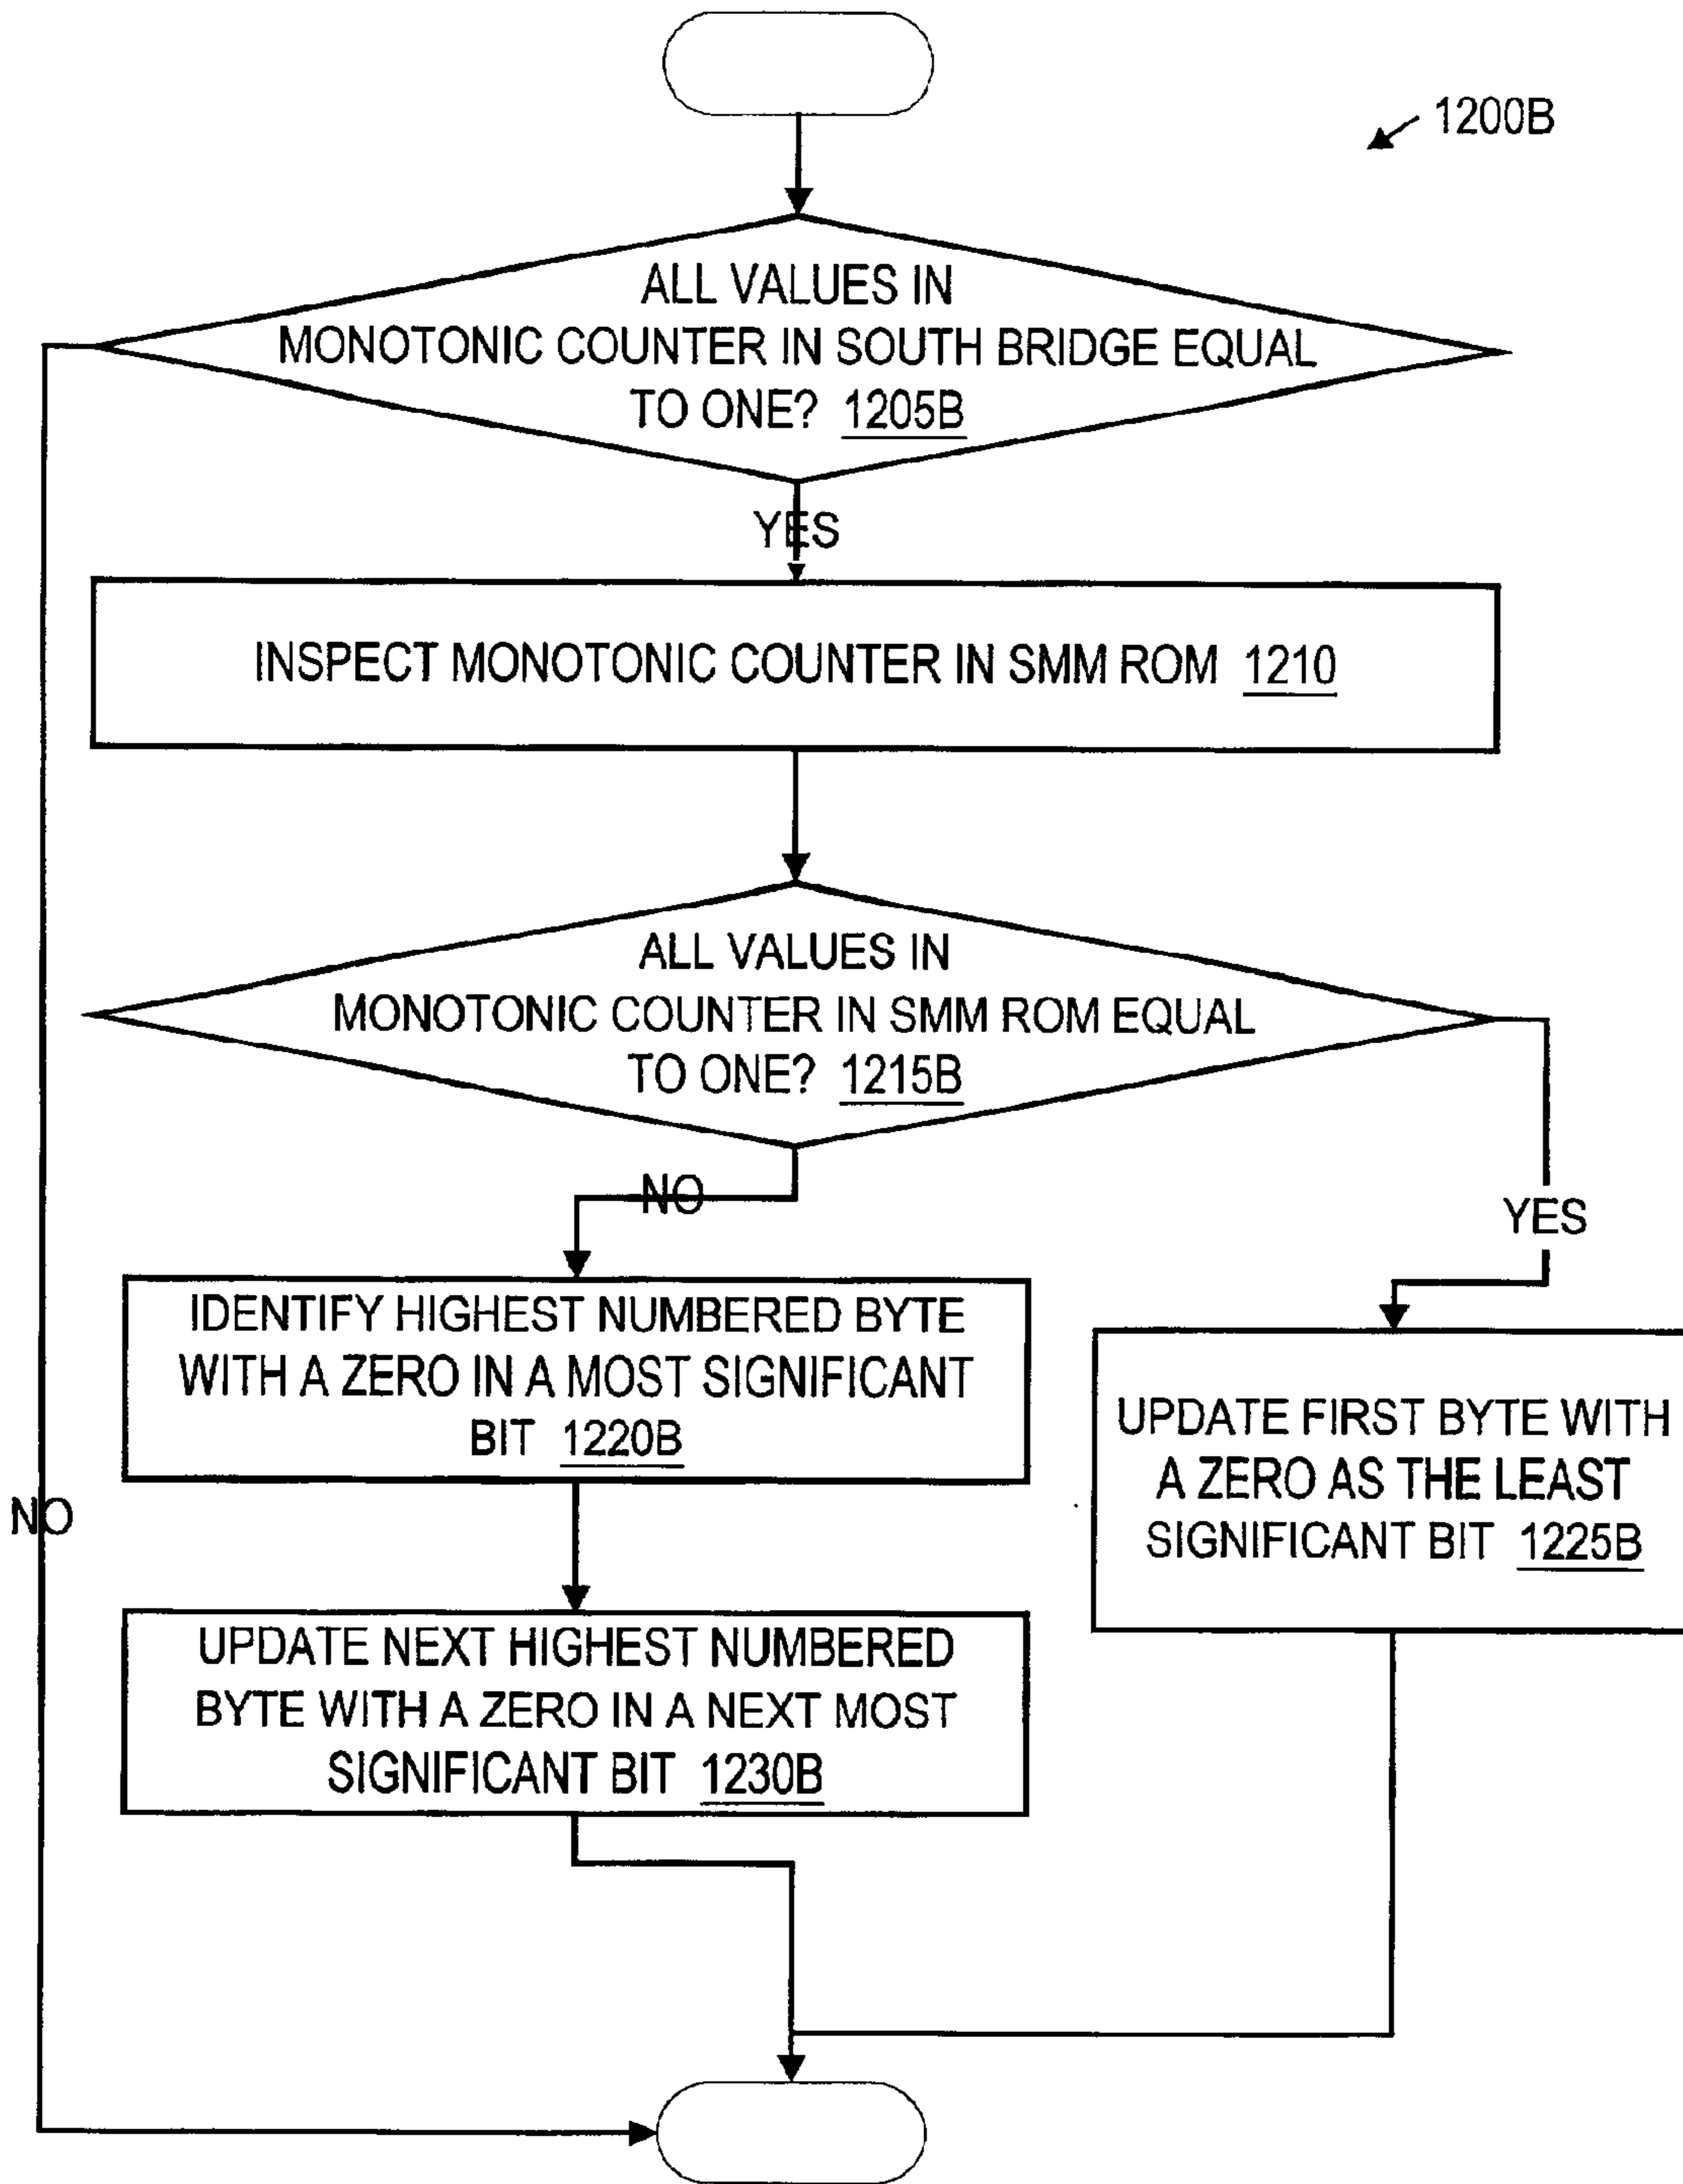 1200B
ALL VALUES IN
MONOTONIC COUNTER IN SOUTH BRIDGE EQUAL
TO ONE? 1205B
YES
INSPECT MONOTONIC COUNTER IN SMM ROM 1210
ALL VALUES IN
MONOTONIC COUNTER IN SMM ROM EQUAL
TO ONE? 1215B
NO
YES
IDENTIFY HIGHEST NUMBERED BYTE
WITH A ZERO IN A MOST SIGNIFICANT
BIT 1220B
UPDATE FIRST BYTE WITH
A ZERO AS THE LEAST
SIGNIFICANT BIT 1225B
NO
UPDATE NEXT HIGHEST NUMBERED
BYTE WITH A ZERO IN A NEXT MOST
SIGNIFICANT BIT 1230B